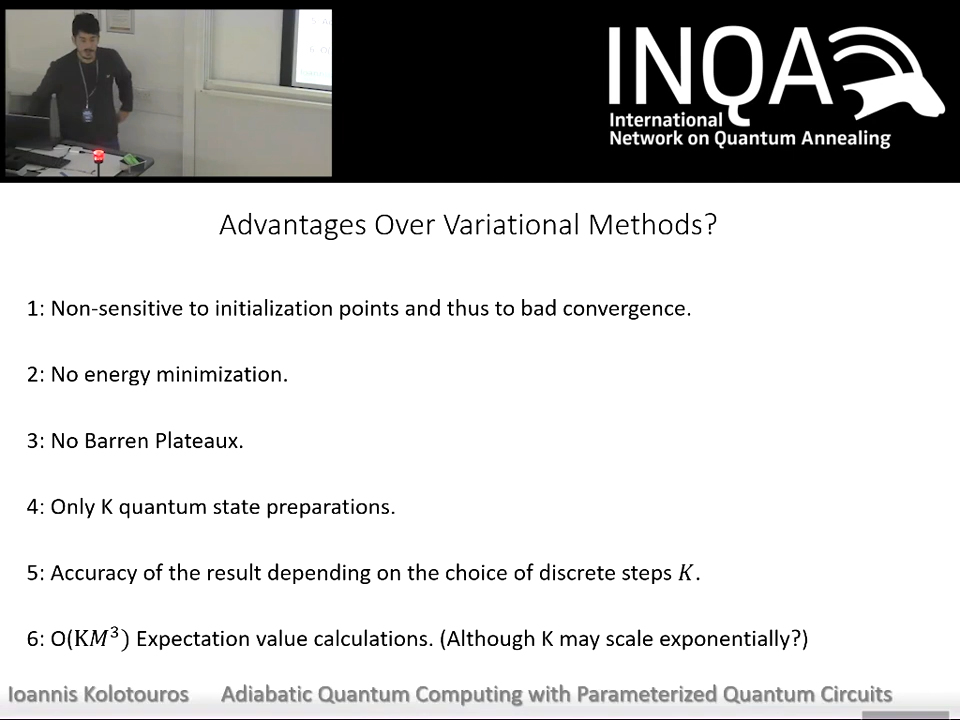 INQA
International
Network on Quantum Annealing
Advantages Over Variational Methods?
1: Non-sensitive to initialization points and thus to bad convergence.
2: No energy minimization.
3: No Barren Plateaux.
4: Only K quantum state preparations.
5: Accuracy of the result depending on the choice of discrete steps K.
6: O(KM³) Expectation value calculations. (Although K may scale exponentially?)
Ioannis Kolotouros Adiabatic Quantum Computing with Parameterized Quantum Circuits